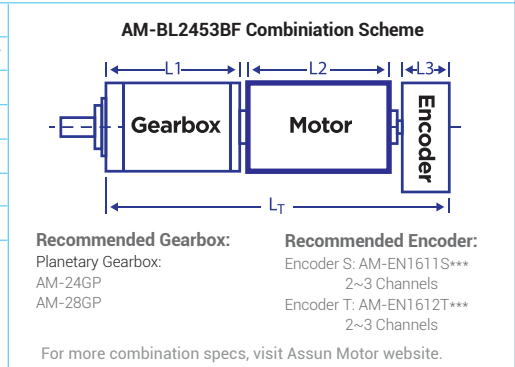 AM-BL2453BF Combiniation Scheme
L1
L2
L3
Gearbox
Motor
Encoder
LT
Recommended Gearbox:
Planetary Gearbox:
AM-24GP
AM-28GP
Recommended Encoder:
Encoder S: AM-EN1611S***
2~3 Channels
Encoder T: AM-EN1612T***
2~3 Channels
For more combination specs, visit Assun Motor website.